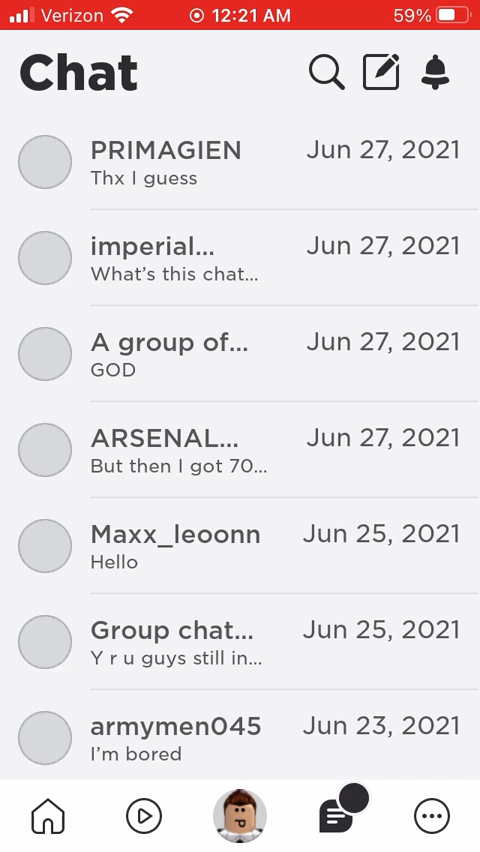 Verizon 12:21 AM 59%
Chat
PRIMAGIEN Jun 27, 2021
Thx I guess
imperial... Jun 27, 2021
What's this chat...
A group of... Jun 27, 2021
GOD
ARSENAL... Jun 27, 2021
But then I got 70...
Maxx_leoonn Jun 25, 2021
Hello
Group chat... Jun 25, 2021
Y r u guys still in...
armymen045 Jun 23, 2021
I'm bored